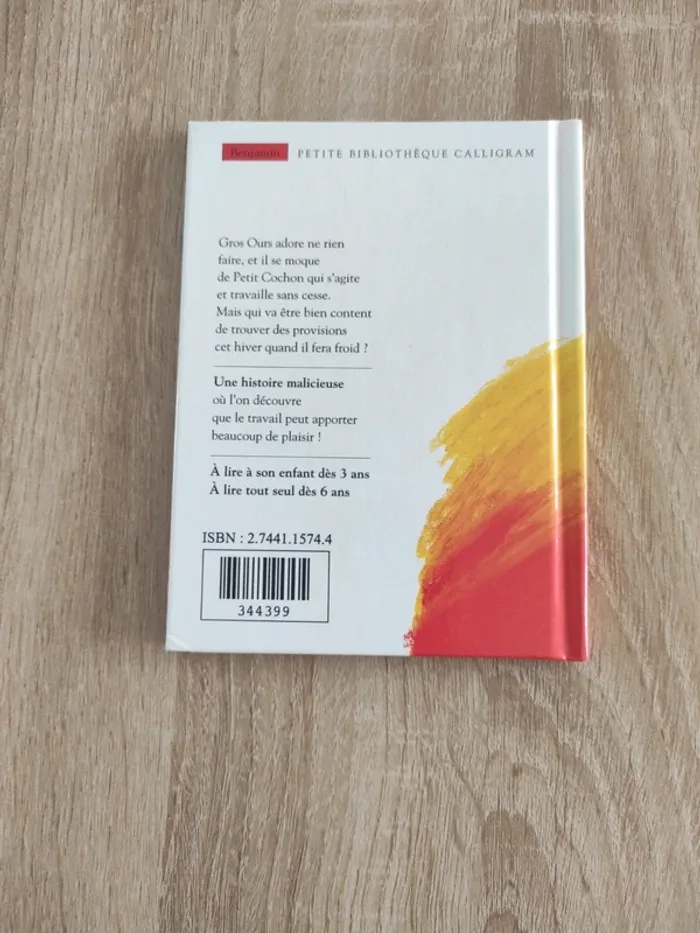 Benjamin PETITE BIBLIOTHÈQUE CALLIGRAM
Gros Ours adore ne rien
faire, et il se moque
de Petit Cochon qui s'agite
et travaille sans cesse.
Mais qui va être bien content
de trouver des provisions
cet hiver quand il fera froid ?
Une histoire malicieuse
où l'on découvre
que le travail peut apporter
beaucoup de plaisir !
À lire à son enfant dès 3 ans
À lire tout seul dès 6 ans
ISBN : 2.7441.1574.4
344399